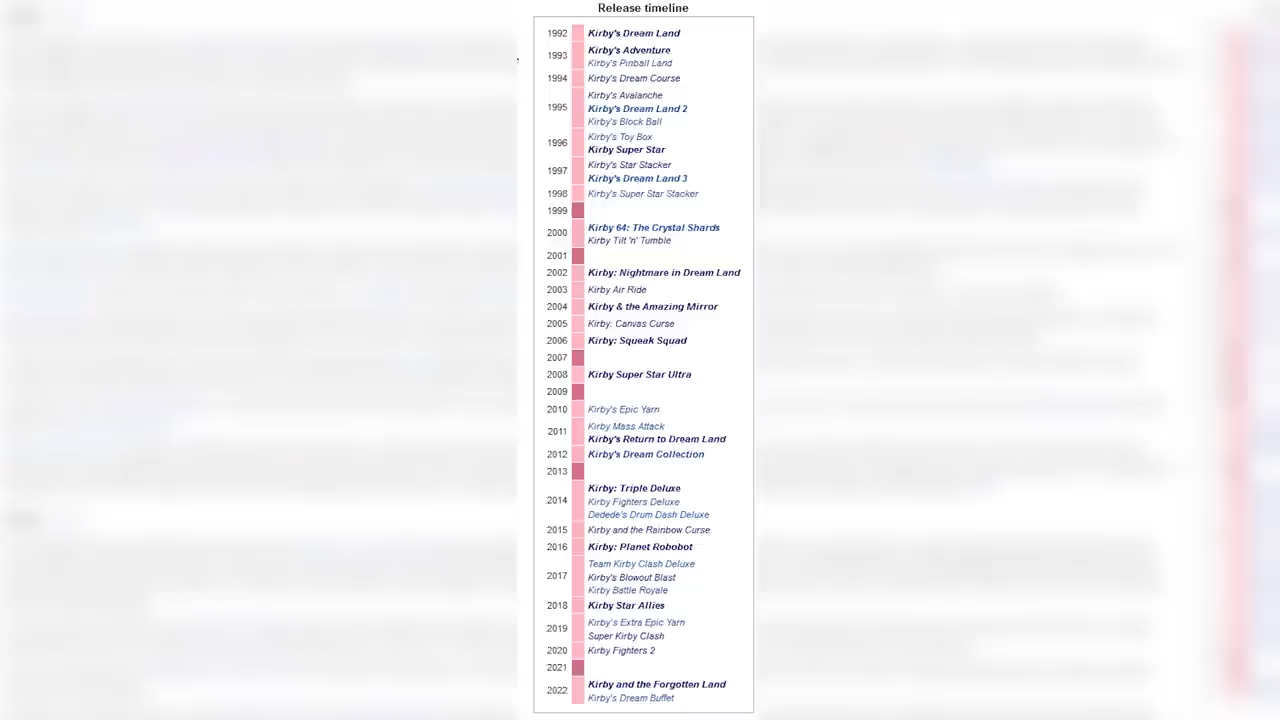 Release timeline
1992 Kirby's Dream Land
1993 Kirby's Adventure
Kirby's Pinball Land
1994 Kirby's Dream Course
1995 Kirby's Avalanche
Kirby's Dream Land 2
Kirby's Block Ball
1996 Kirby's Toy Box
Kirby Super Star
1997 Kirby's Star Stacker
Kirby's Dream Land 3
1998 Kirby's Super Star Stacker
1999
2000 Kirby 64: The Crystal Shards
Kirby Tilt 'n' Tumble
2001
2002 Kirby: Nightmare in Dream Land
2003 Kirby Air Ride
2004 Kirby & the Amazing Mirror
2005 Kirby: Canvas Curse
2006 Kirby: Squeak Squad
2007
2008 Kirby Super Star Ultra
2009
2010 Kirby's Epic Yarn
2011 Kirby Mass Attack
Kirby's Return to Dream Land
2012 Kirby's Dream Collection
2013
2014 Kirby: Triple Deluxe
Kirby Fighters Deluxe
Dedede's Drum Dash Deluxe
2015 Kirby and the Rainbow Curse
2016 Kirby: Planet Robobot
2017 Team Kirby Clash Deluxe
Kirby's Blowout Blast
Kirby Battle Royale
2018 Kirby Star Allies
2019 Kirby's Extra Epic Yarn
Super Kirby Clash
2020 Kirby Fighters 2
2021
2022 Kirby and the Forgotten Land
Kirby's Dream Buffet